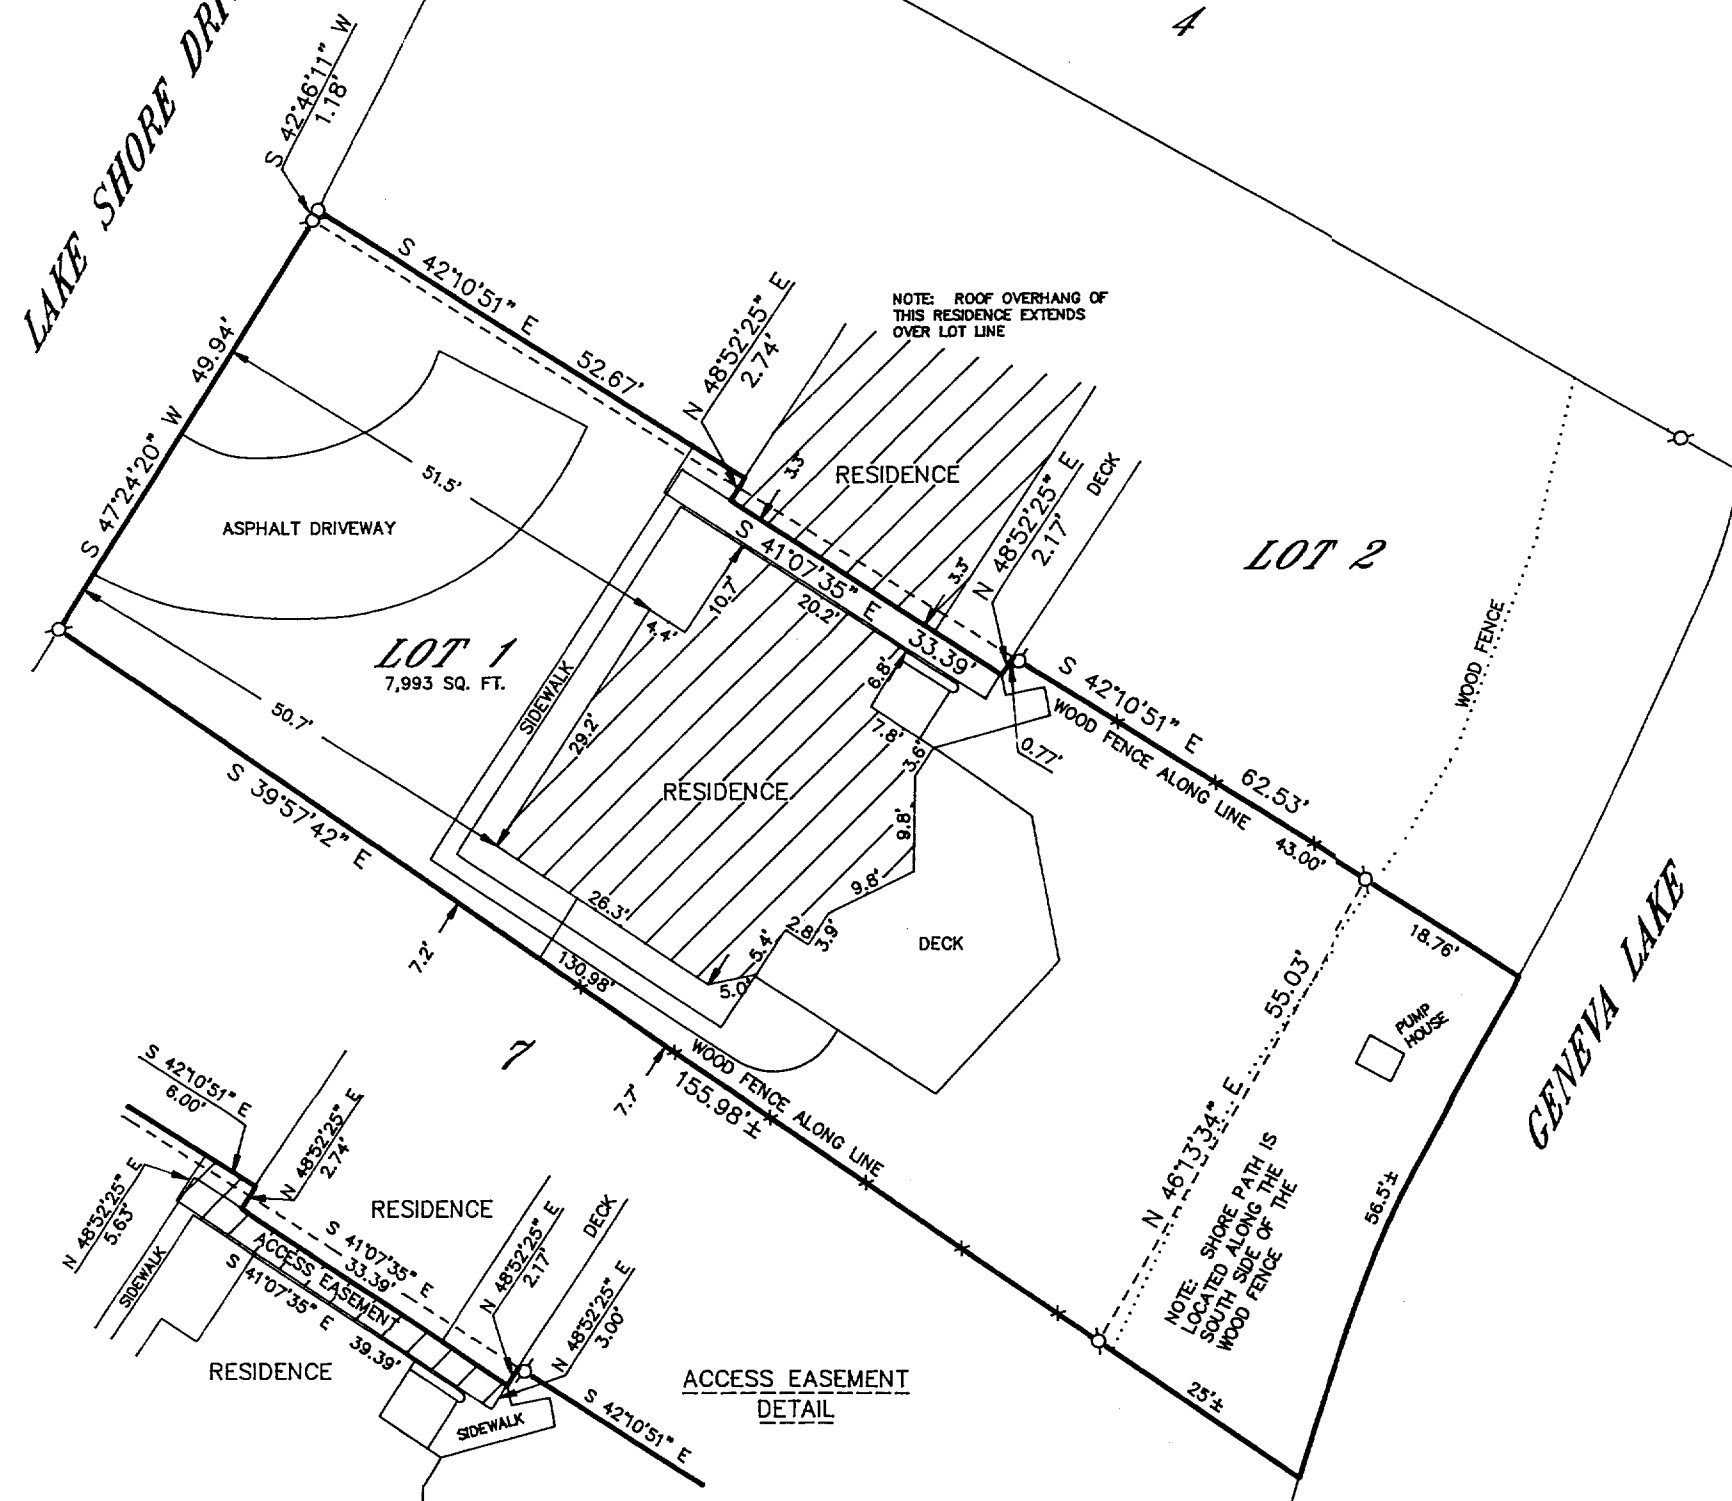 4
LAKE SHORE
S 42°46'11" W
1.18'
S 42°10'51" E
52.67'
N 48°52'25" E
2.74'
NOTE: ROOF OVERHANG OF
THIS RESIDENCE EXTENDS
OVER LOT LINE
49.94'
S 47°24'20" W
51.5'
ASPHALT DRIVEWAY
3.3'
RESIDENCE
N 48°52'25" E
2.17'
DECK
LOT 2
S 41°07'35" E
33.39'
3.3'
10.7'
20.2'
4.4'
LOT 1
7,993 SQ. FT.
SIDEWALK
29.2'
6.8'
7.8'
3.6'
S 42°10'51" E
62.53'
WOOD FENCE ALONG LINE
43.00'
0.77'
WOOD FENCE
50.7'
RESIDENCE
S 39°57'42" E
9.8'
9.8'
26.3'
2.8
3.9'
5.4'
5.0'
DECK
18.76'
GENEVA LAKE
7.2'
130.98'
7
WOOD FENCE ALONG LINE
155.98'±
7.7'
55.03'
N 46°13'34" E
PUMP
HOUSE
56.5'±
NOTE: SHORE PATH IS
LOCATED ALONG THE
SOUTH SIDE OF THE
WOOD FENCE
25'±
S 42°10'51" E
6.00'
N 48°52'25" E
2.74'
N 48°52'25" E
5.63'
SIDEWALK
RESIDENCE
S 41°07'35" E
33.39'
ACCESS EASEMENT
S 41°07'35" E
39.39'
N 48°52'25" E
2.17'
DECK
N 48°52'25" E
3.00'
RESIDENCE
SIDEWALK
S 42°10'51" E
ACCESS EASEMENT
DETAIL